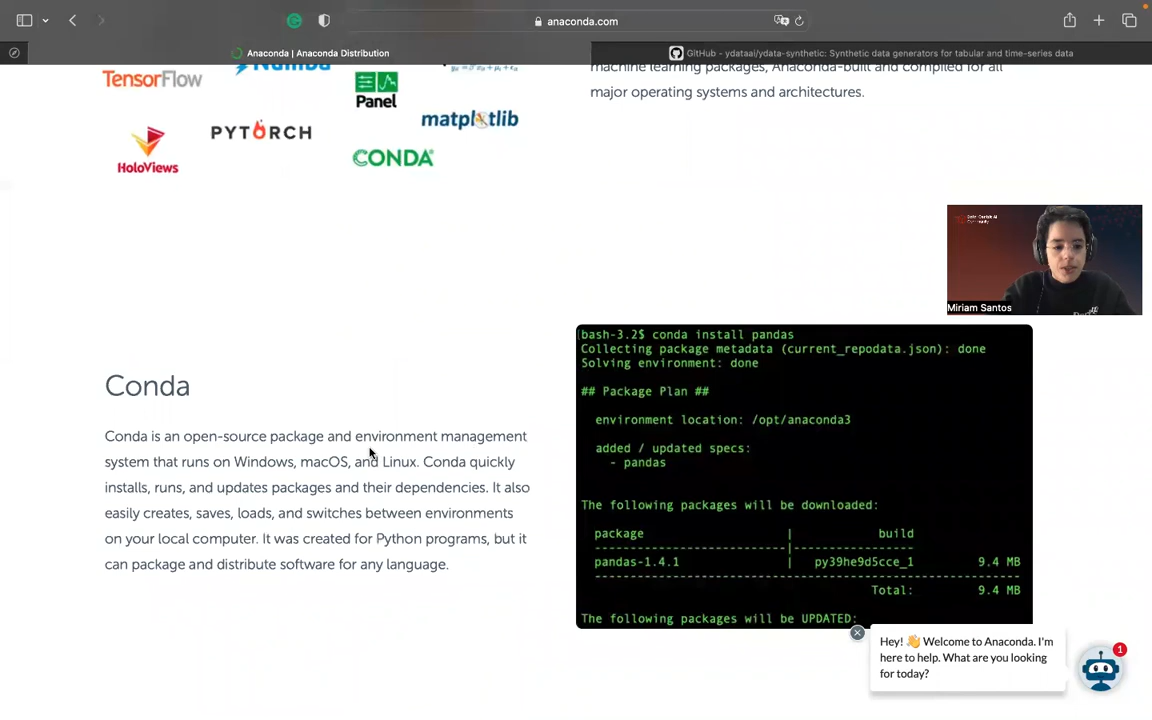 anaconda.com
Anaconda | Anaconda Distribution
GitHub - ydataai/ydata-synthetic: Synthetic data generators for tabular and time-series data
TensorFlow
Numba
Panel
matplotlib
PYTORCH
HoloViews
CONDA
machine learning packages, Anaconda-built and compiled for all
major operating systems and architectures.
Miriam Santos
Conda
Conda is an open-source package and environment management
system that runs on Windows, macOS, and Linux. Conda quickly
installs, runs, and updates packages and their dependencies. It also
easily creates, saves, loads, and switches between environments
on your local computer. It was created for Python programs, but it
can package and distribute software for any language.
bash-3.2$ conda install pandas
Collecting package metadata (current_repodata.json): done
Solving environment: done
## Package Plan ##
environment location: /opt/anaconda3
added / updated specs:
- pandas
The following packages will be downloaded:
package | build
---------------------------|-----------------
pandas-1.4.1 | py39he9d5cce_1 9.4 MB
------------------------------------------------------------
Total: 9.4 MB
The following packages will be UPDATED:
Hey! 👋 Welcome to Anaconda. I'm
here to help. What are you looking
for today?
1